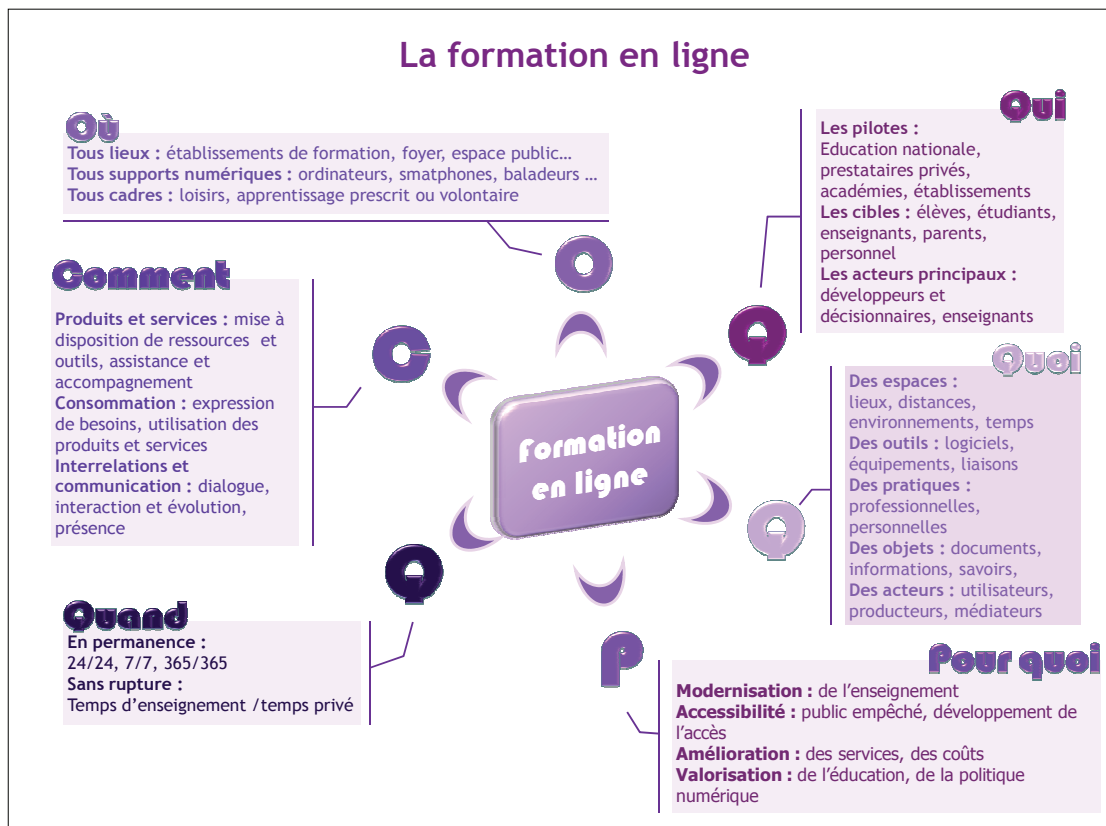 La formation en ligne
Où
Tous lieux : établissements de formation, foyer, espace public…
Tous supports numériques : ordinateurs, smatphones, baladeurs …
Tous cadres : loisirs, apprentissage prescrit ou volontaire
Qui
Les pilotes :
Education nationale,
prestataires privés,
académies, établissements
Les cibles : élèves, étudiants,
enseignants, parents,
personnel
Les acteurs principaux :
développeurs et
décisionnaires, enseignants
Comment
Produits et services : mise à
disposition de ressources et
outils, assistance et
accompagnement
Consommation : expression
de besoins, utilisation des
produits et services
Interrelations et
communication : dialogue,
interaction et évolution,
présence
O
C
Q
Formation
en ligne
Quoi
Des espaces :
lieux, distances,
environnements, temps
Des outils : logiciels,
équipements, liaisons
Des pratiques :
professionnelles,
personnelles
Des objets : documents,
informations, savoirs,
Des acteurs : utilisateurs,
producteurs, médiateurs
Q
Q
Quand
En permanence :
24/24, 7/7, 365/365
Sans rupture :
Temps d’enseignement /temps privé
P
Pour quoi
Modernisation : de l’enseignement
Accessibilité : public empêché, développement de
l’accès
Amélioration : des services, des coûts
Valorisation : de l’éducation, de la politique
numérique